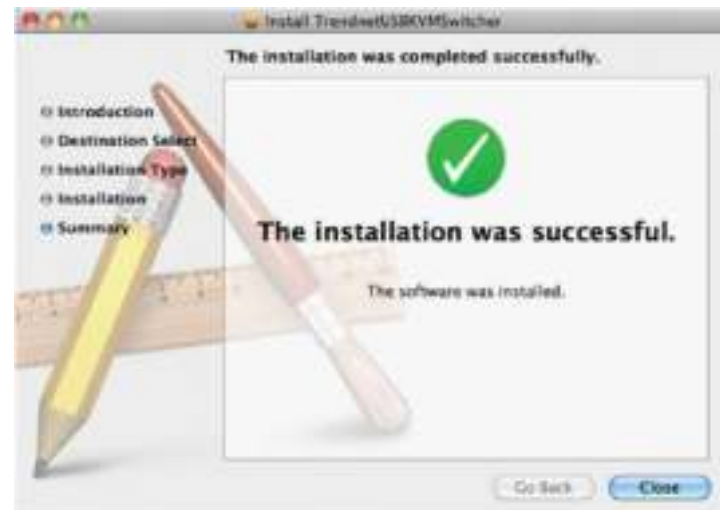 Install TrendnetUSBKVMSwitcher
The installation was completed successfully.
Introduction
Destination Select
Installation Type
Installation
Summary
The installation was successful.
The software was installed.
Go Back
Close